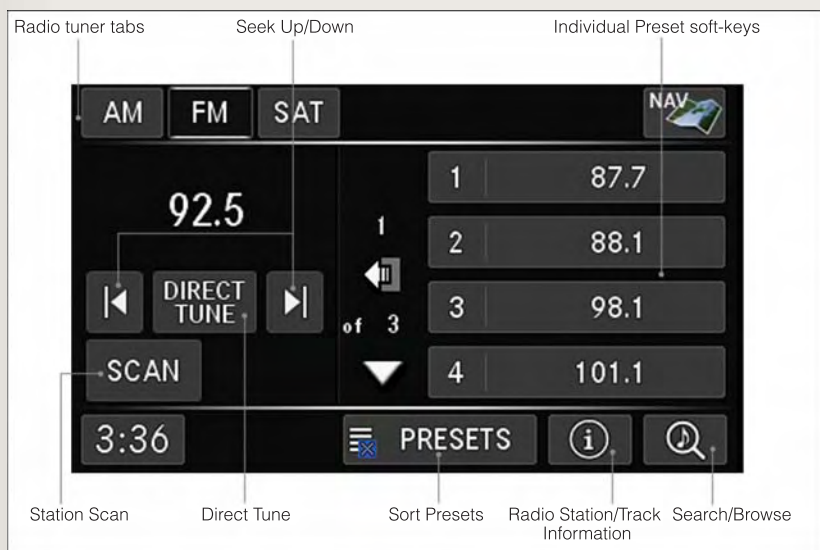 Radio tuner tabs
Seek Up/Down
Individual Preset soft-keys
AM
FM
SAT
NAV
92.5
DIRECT
TUNE
SCAN
1
of 3
1 87.7
2 88.1
3 98.1
4 101.1
3:36
PRESETS
i
Station Scan
Direct Tune
Sort Presets
Radio Station/Track
Information
Search/Browse